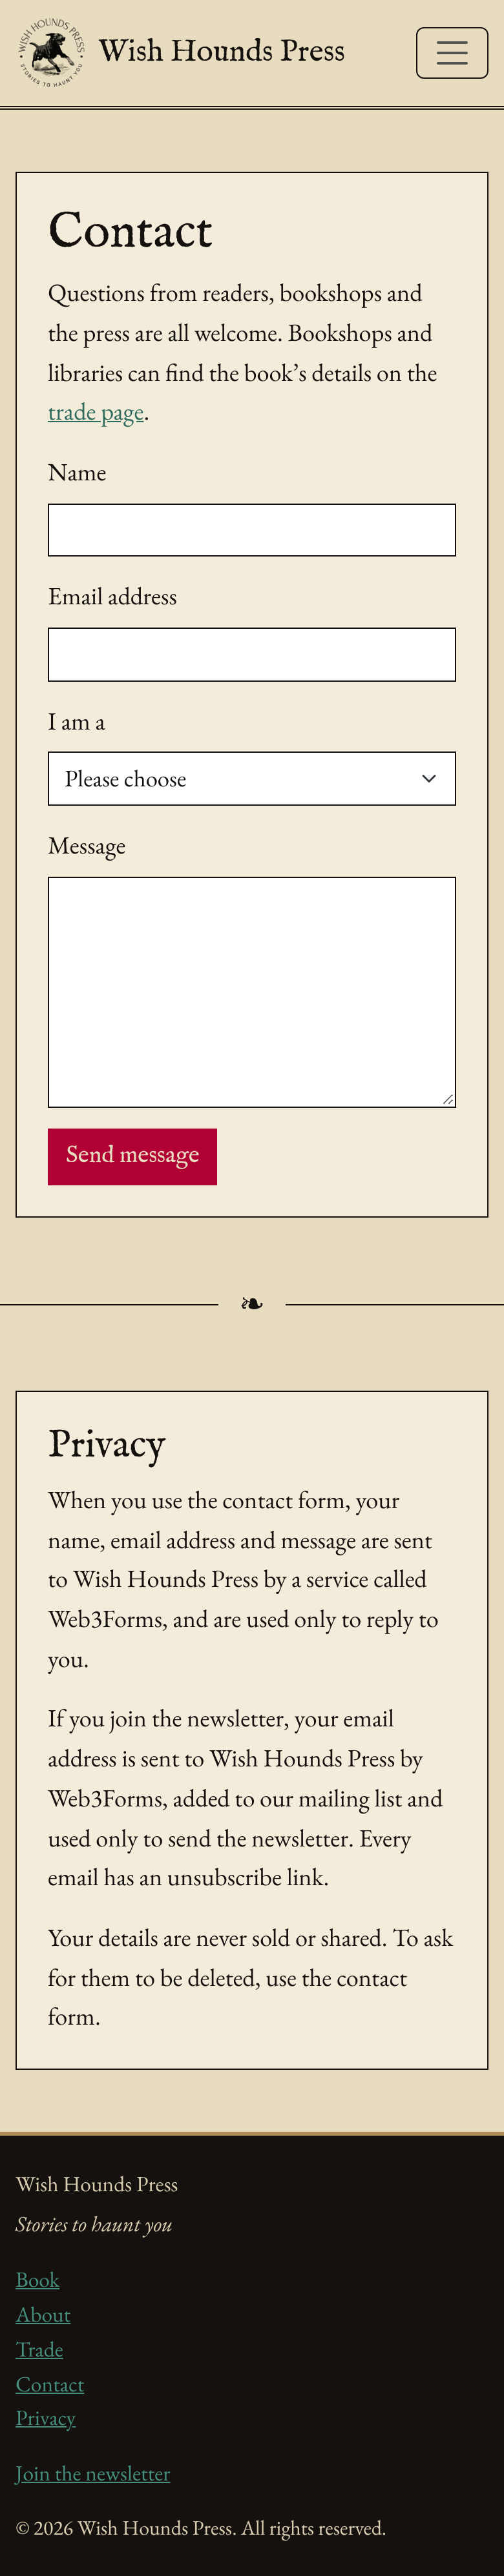 WISH HOUNDS PRESS
STORIES TO HAUNT YOU
Wish Hounds Press
Contact
Questions from readers, bookshops and
the press are all welcome. Bookshops and
libraries can find the book’s details on the
trade page.
Name
Email address
I am a
Please choose
Message
Send message
Privacy
When you use the contact form, your
name, email address and message are sent
to Wish Hounds Press by a service called
Web3Forms, and are used only to reply to
you.
If you join the newsletter, your email
address is sent to Wish Hounds Press by
Web3Forms, added to our mailing list and
used only to send the newsletter. Every
email has an unsubscribe link.
Your details are never sold or shared. To ask
for them to be deleted, use the contact
form.
Wish Hounds Press
Stories to haunt you
Book
About
Trade
Contact
Privacy
Join the newsletter
© 2026 Wish Hounds Press. All rights reserved.